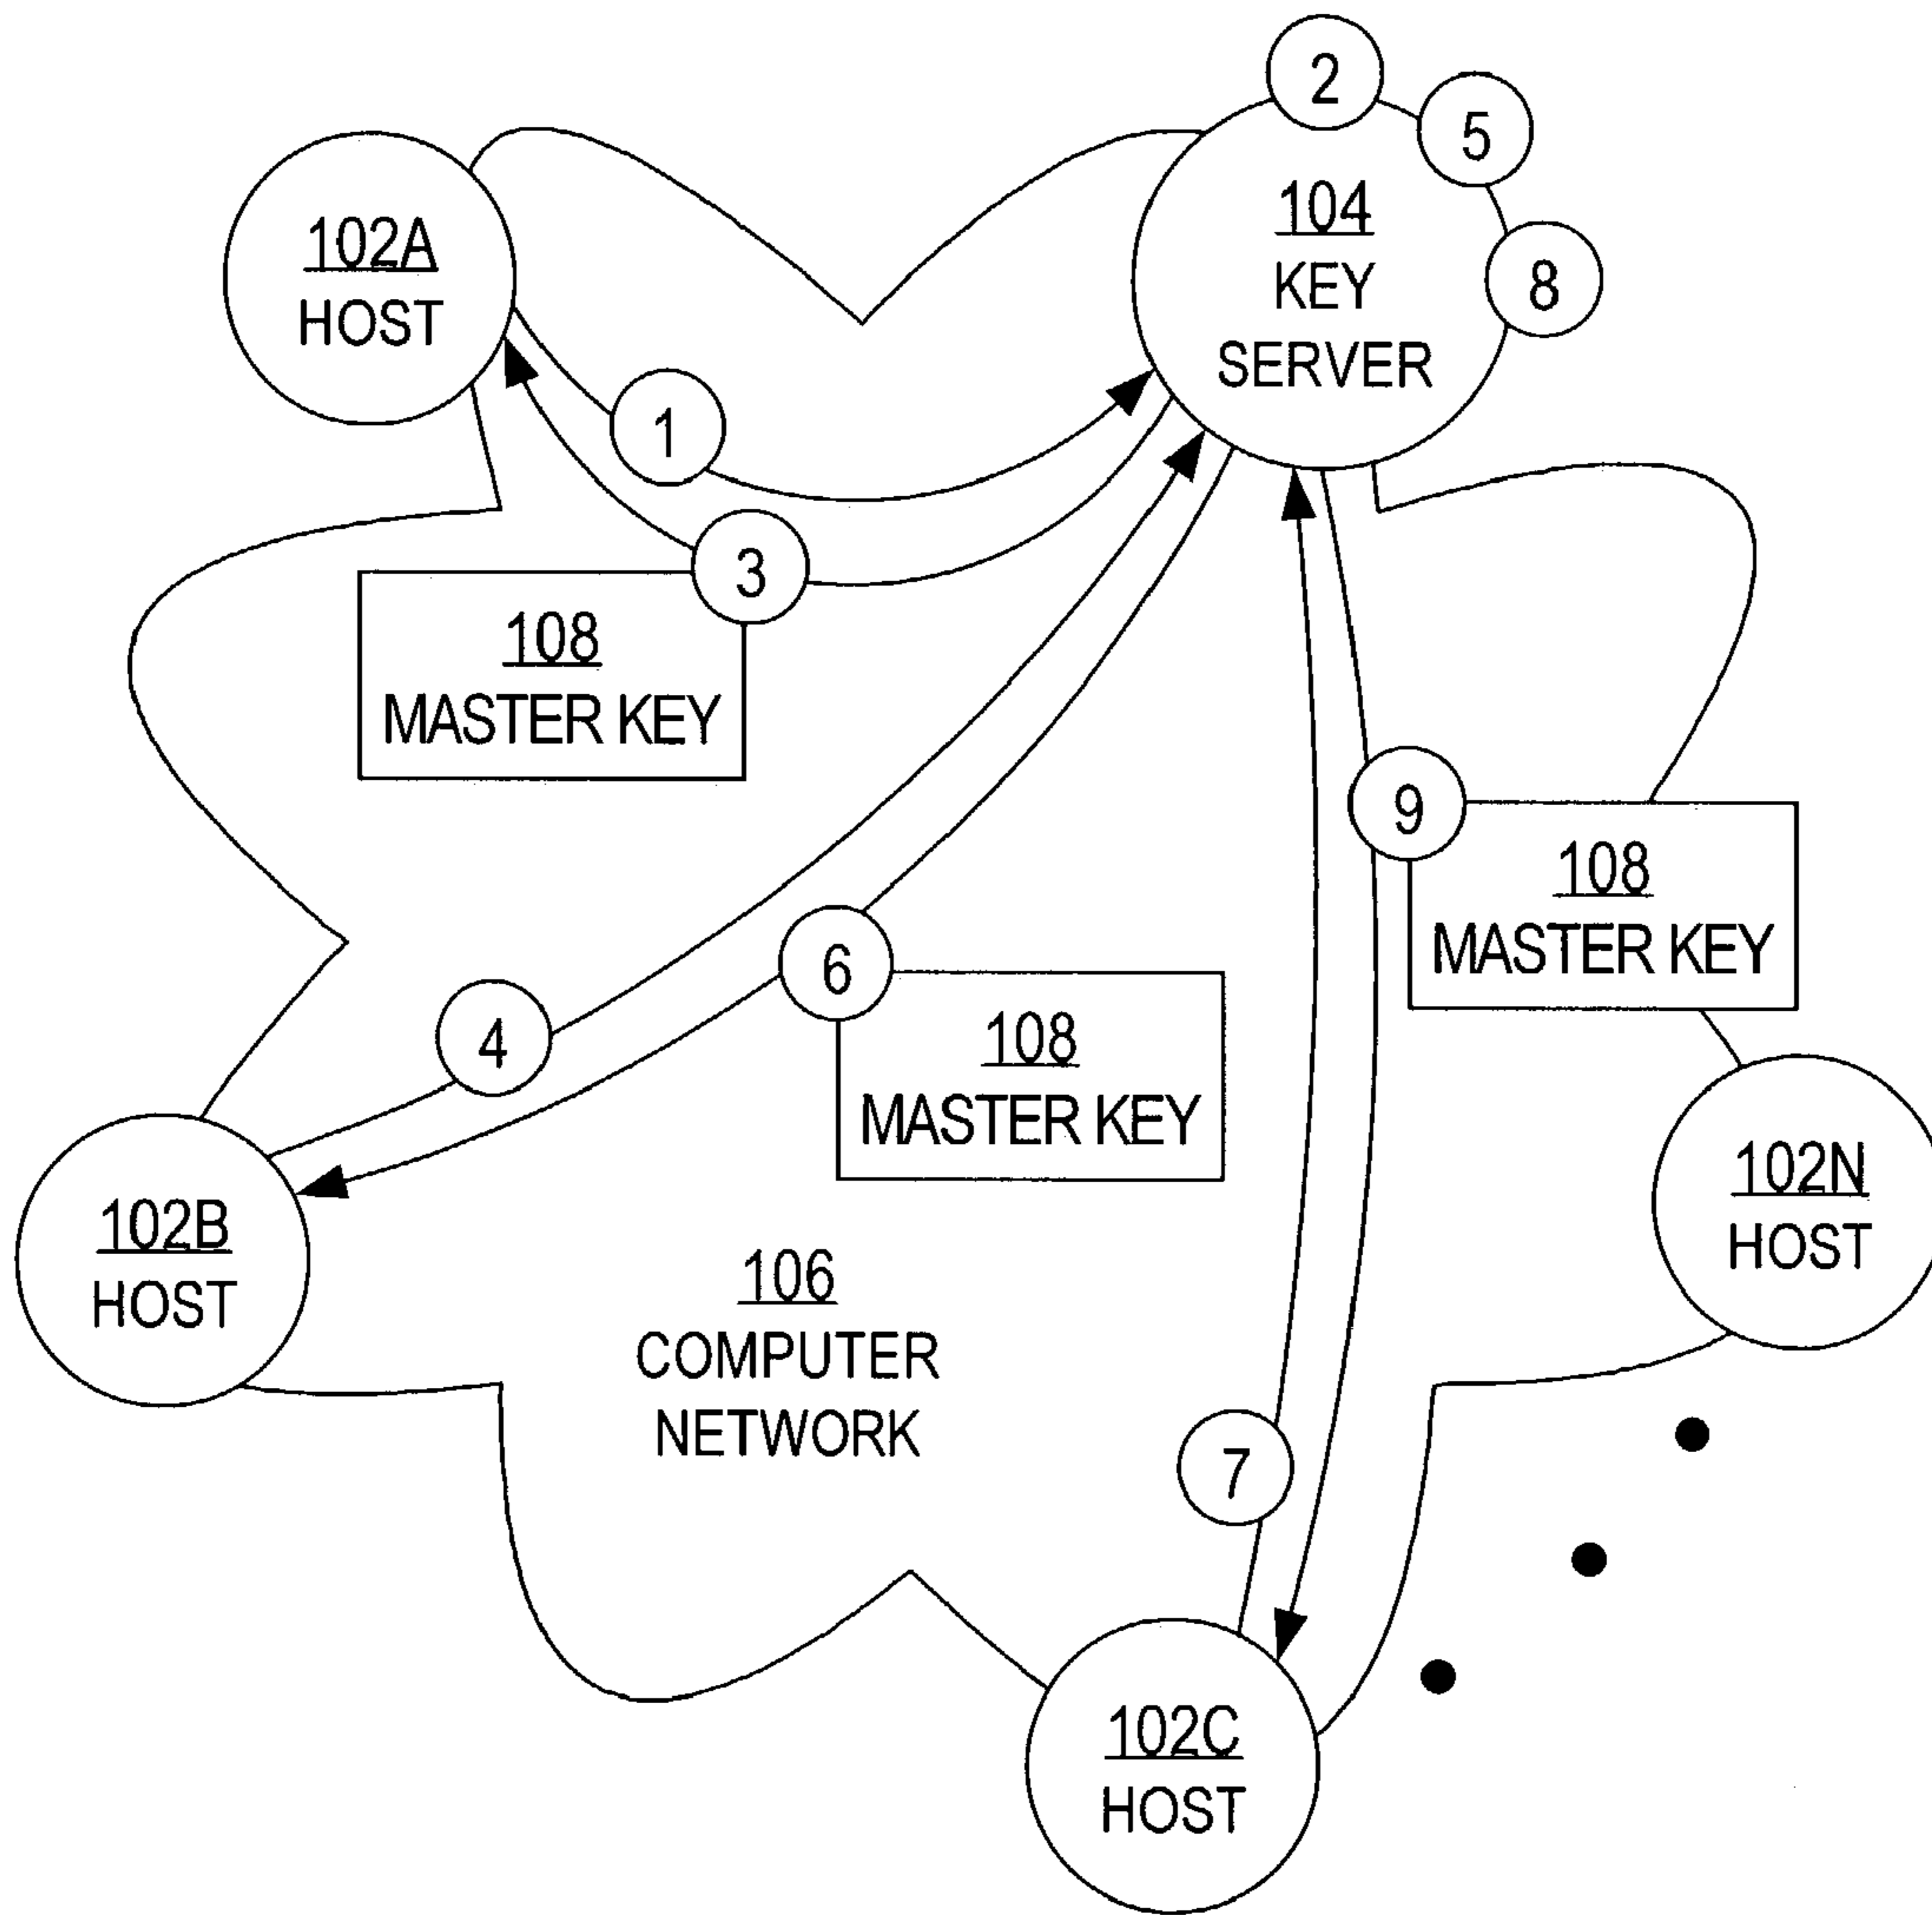 2
5
104
KEY
SERVER
8
102A
HOST
1
3
108
MASTER KEY
9
108
MASTER KEY
6
108
MASTER KEY
4
102B
HOST
102N
HOST
106
COMPUTER
NETWORK
7
102C
HOST